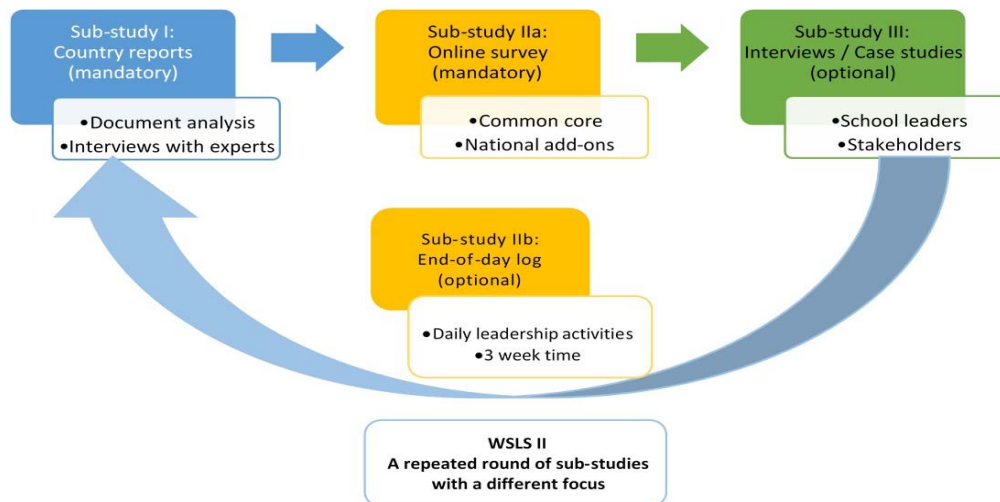 Sub-study I:
Country reports
(mandatory)
•Document analysis
•Interviews with experts
Sub-study IIa:
Online survey
(mandatory)
•Common core
•National add-ons
Sub-study III:
Interviews / Case studies
(optional)
•School leaders
•Stakeholders
Sub-study IIb:
End-of-day log
(optional)
•Daily leadership activities
•3 week time
WSLS II
A repeated round of sub-studies
with a different focus